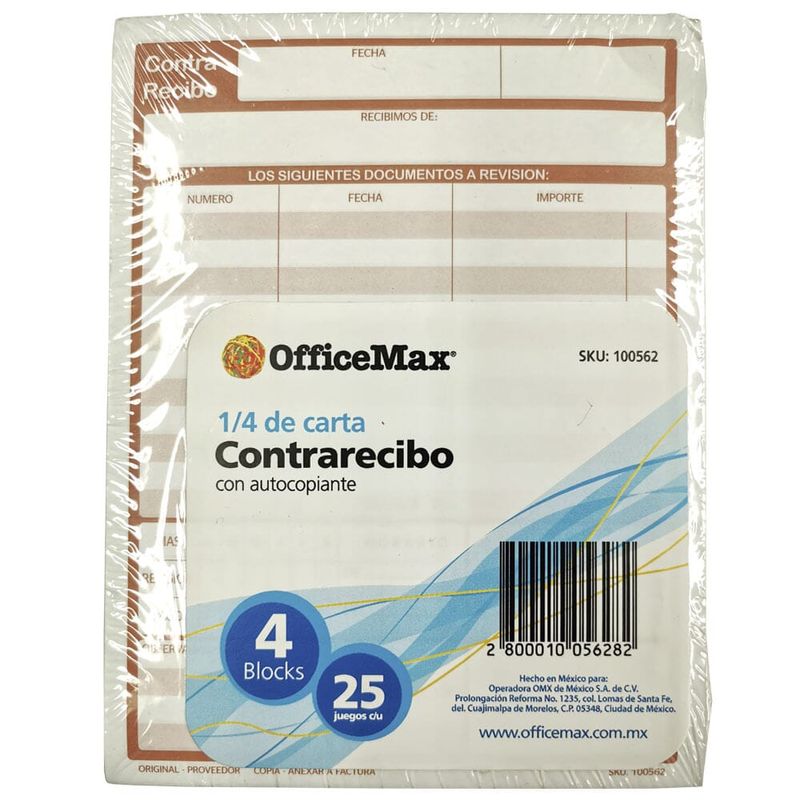 Contra
Recibo
FECHA
RECIBIMOS DE:
LOS SIGUIENTES DOCUMENTOS A REVISION:
NUMERO FECHA IMPORTE
OfficeMax®
SKU: 100562
1/4 de carta
Contrarecibo
con autocopiante
4
Blocks
25
juegos c/u
2 800010 056282
Hecho en México para:
Operadora OMX de México S.A. de C.V.
Prolongación Reforma No. 1235, col. Lomas de Santa Fe,
del. Cuajimalpa de Morelos, C.P. 05348, Ciudad de México.
www.officemax.com.mx
ORIGINAL - PROVEEDOR COPIA - ANEXAR A FACTURA SKU: 100562